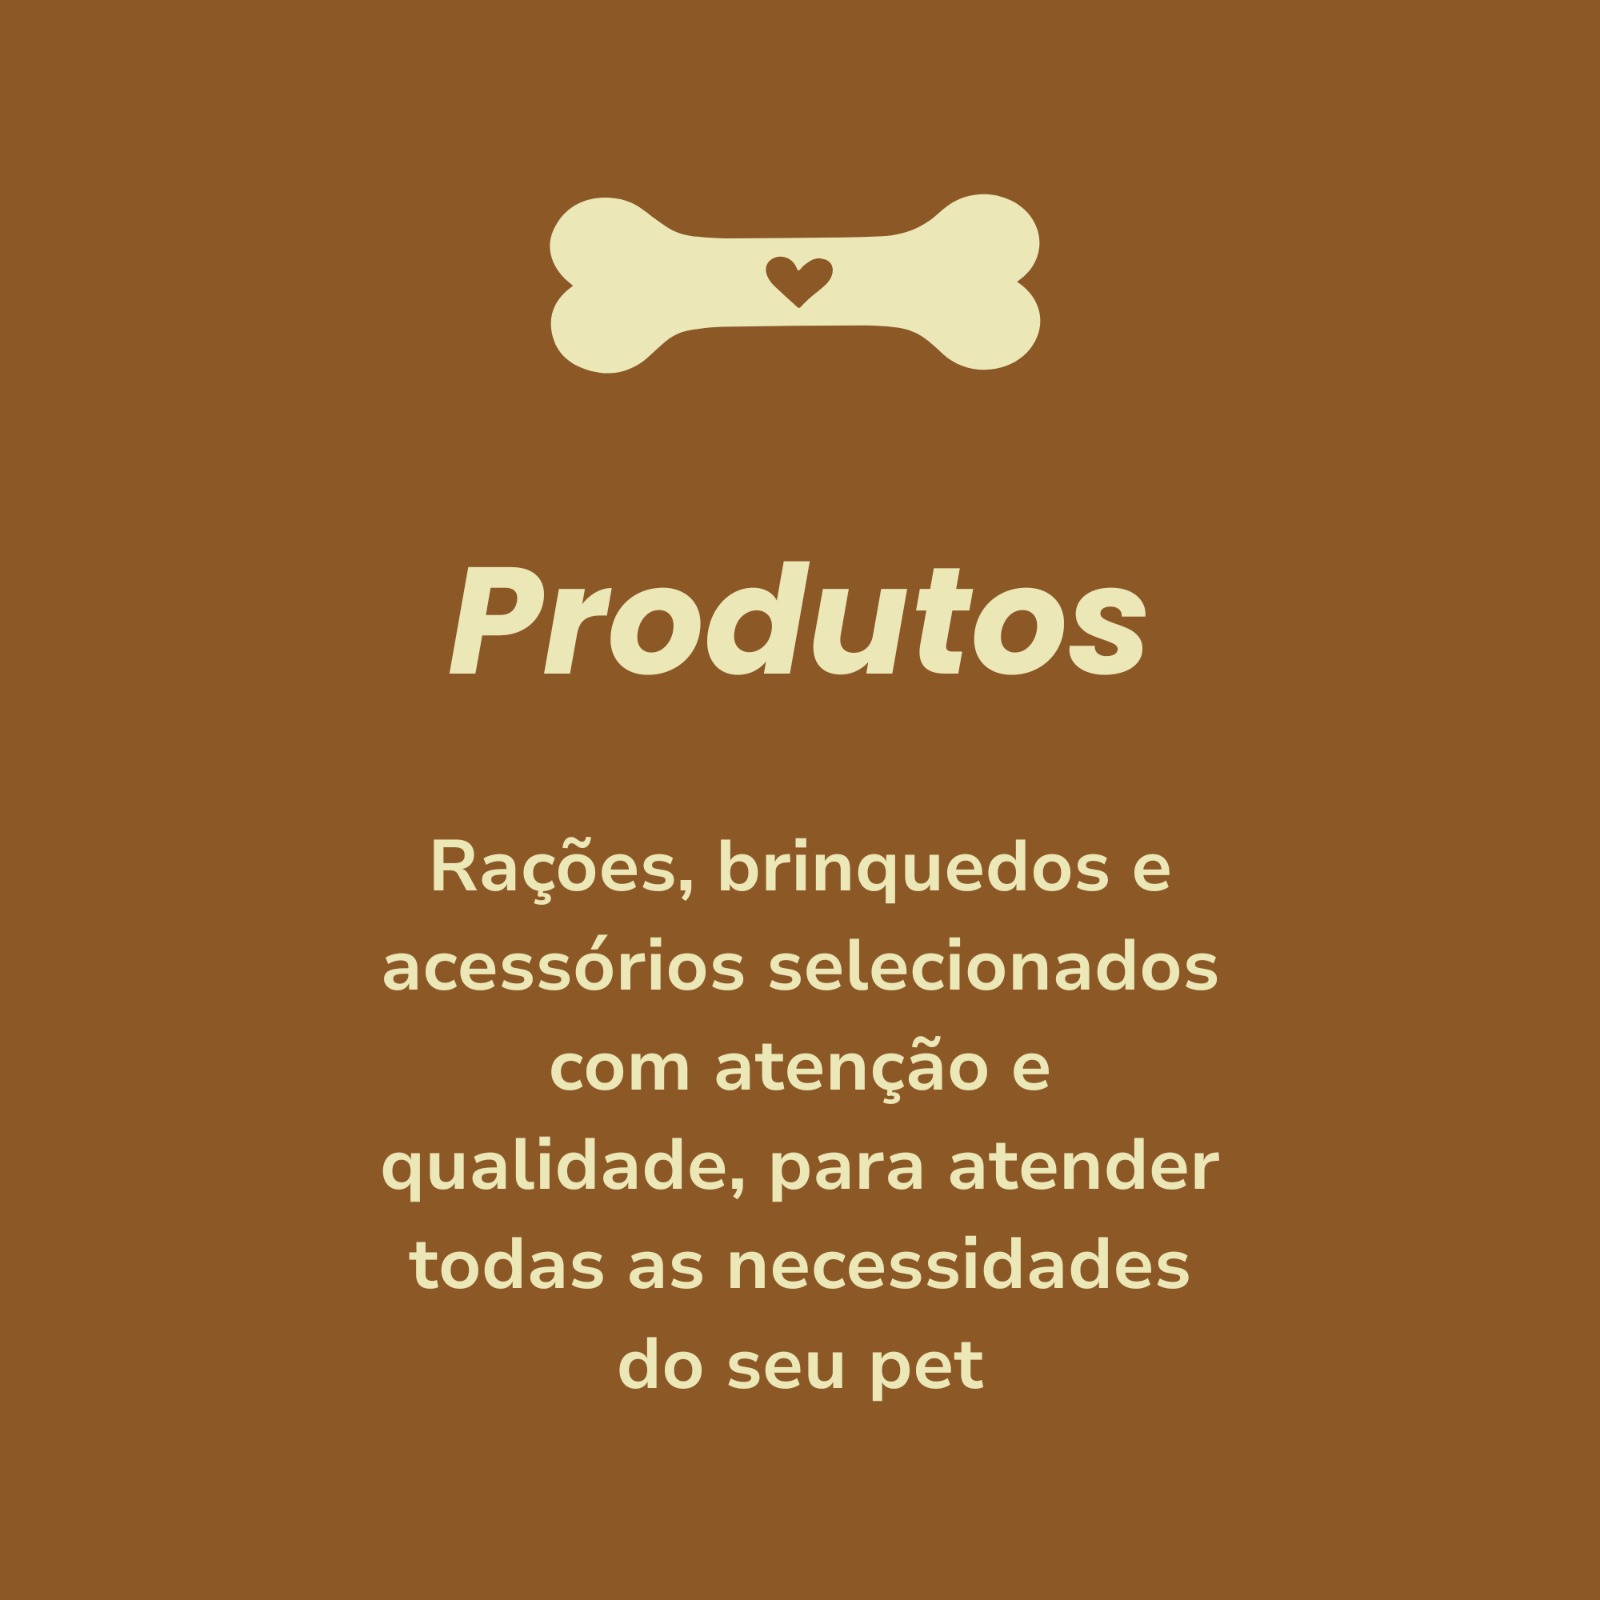 Produtos
Rações, brinquedos e
acessórios selecionados
com atenção e
qualidade, para atender
todas as necessidades
do seu pet